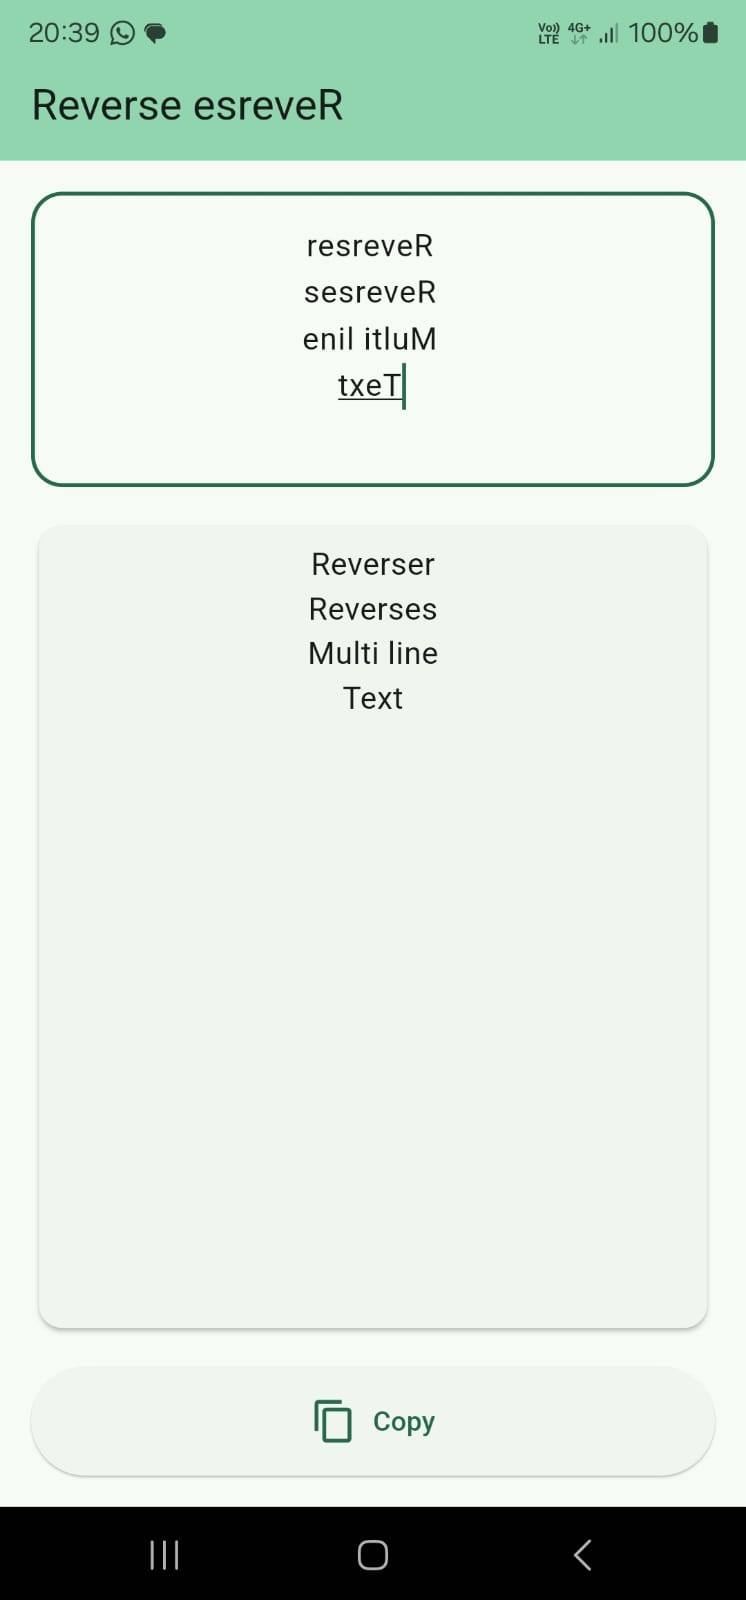 20:39
Vo)) LTE 4G+ 100%
Reverse esreveR
resreveR
sesreveR
enil itluM
txeT
Reverser
Reverses
Multi line
Text
Copy